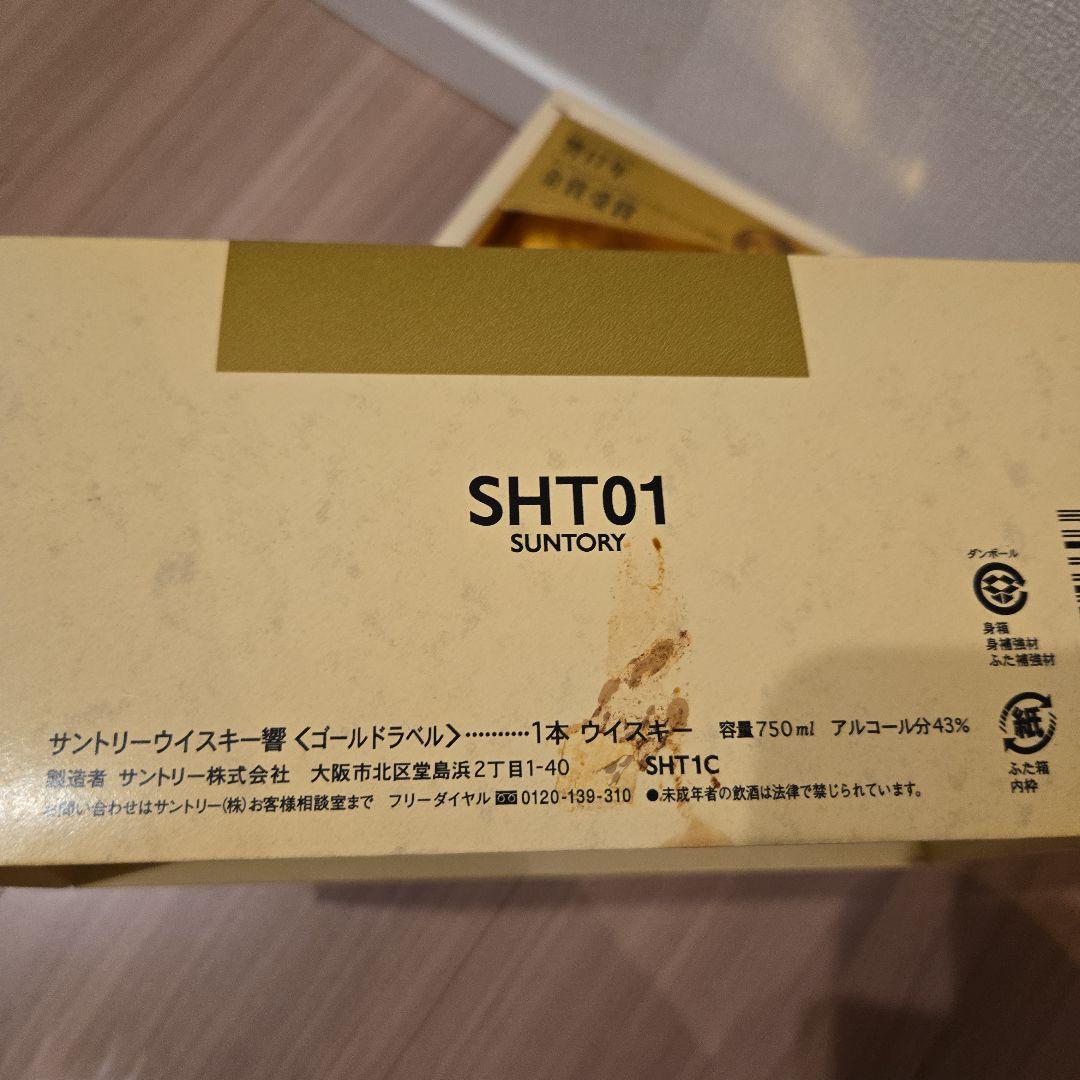 金賞受賞
SHT01
SUNTORY
ダンボール
身箱
身補強材
ふた補強材
サントリーウイスキー響〈ゴールドラベル〉··········1本 ウイスキー 容量750ml アルコール分43%
製造者 サントリー株式会社 大阪市北区堂島浜2丁目1-40 SHT1C
お問い合わせはサントリー(株)お客様相談室まで フリーダイヤル 0120-139-310 ●未成年者の飲酒は法律で禁じられています。
紙
ふた箱
内枠